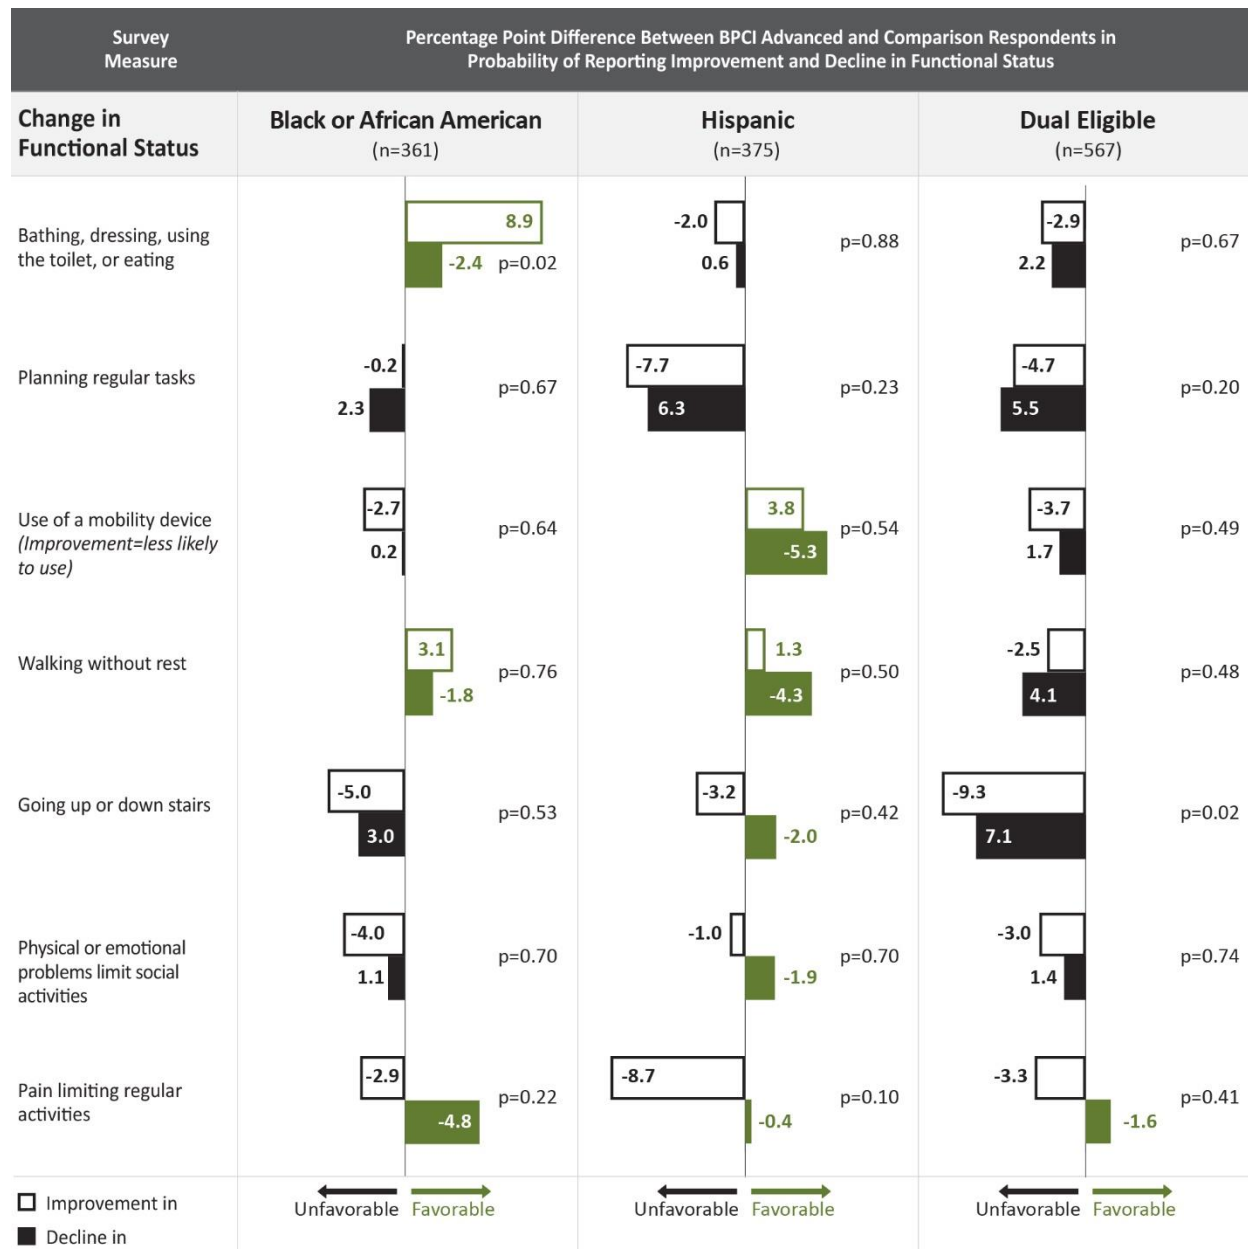 Survey
Measure
Percentage Point Difference Between BPCI Advanced and Comparison Respondents in
Probability of Reporting Improvement and Decline in Functional Status
Change in
Functional Status
Black or African American
(n=361)
Hispanic
(n=375)
Dual Eligible
(n=567)
Bathing, dressing, using
the toilet, or eating
8.9
-2.4
p=0.02
-2.0
0.6
p=0.88
-2.9
2.2
p=0.67
Planning regular tasks
-0.2
2.3
p=0.67
-7.7
6.3
p=0.23
-4.7
5.5
p=0.20
Use of a mobility device
(Improvement=less likely
to use)
-2.7
0.2
p=0.64
3.8
-5.3
p=0.54
-3.7
1.7
p=0.49
Walking without rest
3.1
-1.8
p=0.76
1.3
-4.3
p=0.50
-2.5
4.1
p=0.48
Going up or down stairs
-5.0
3.0
p=0.53
-3.2
-2.0
p=0.42
-9.3
7.1
p=0.02
Physical or emotional
problems limit social
activities
-4.0
1.1
p=0.70
-1.0
-1.9
p=0.70
-3.0
1.4
p=0.74
Pain limiting regular
activities
-2.9
-4.8
p=0.22
-8.7
-0.4
p=0.10
-3.3
-1.6
p=0.41
Improvement in
Decline in
Unfavorable Favorable
Unfavorable Favorable
Unfavorable Favorable